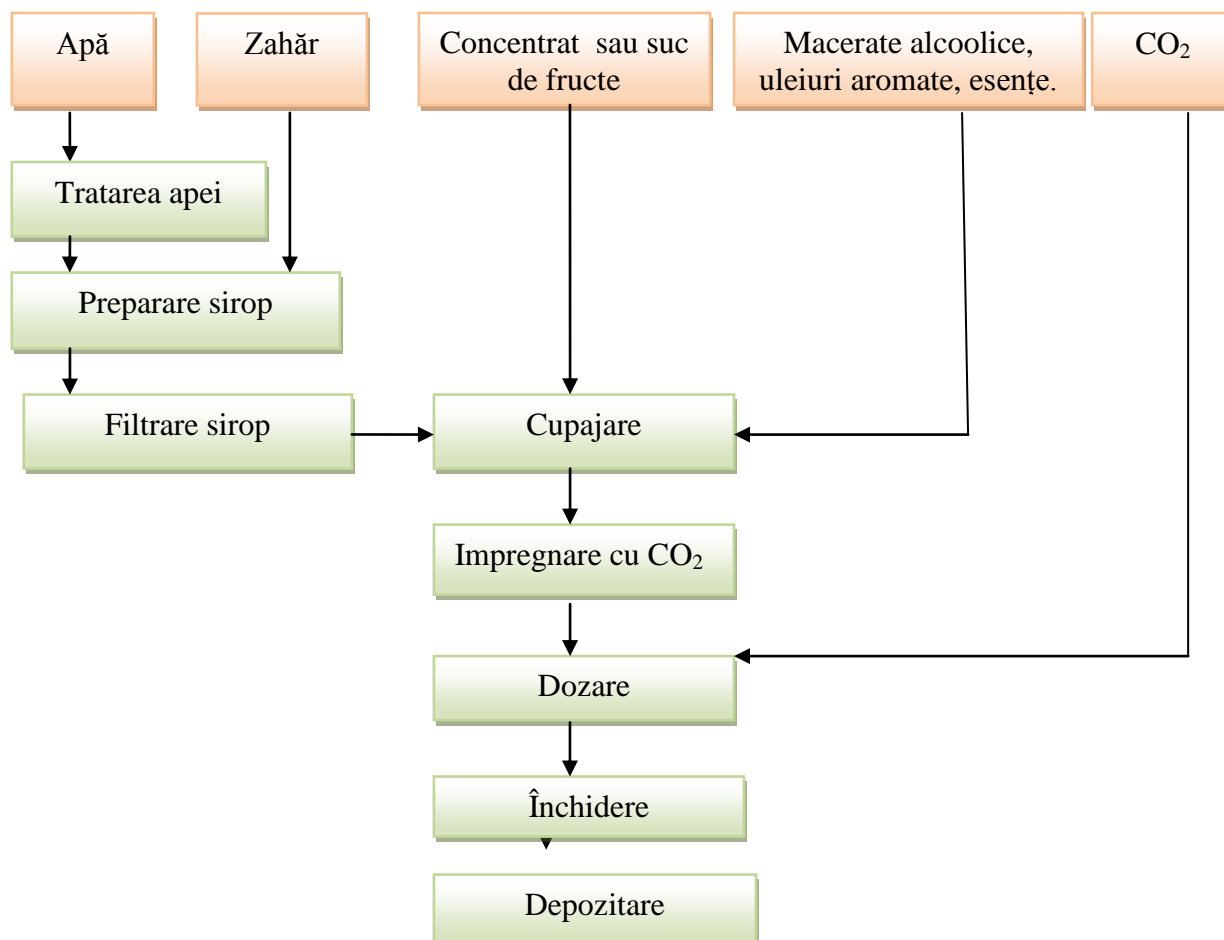 Apă
Zahăr
Concentrat sau suc
de fructe
Macerate alcoolice,
uleiuri aromate, esențe.
CO₂
Tratarea apei
Preparare sirop
Filtrare sirop
Cupajare
Impregnare cu CO₂
Dozare
Închidere
Depozitare